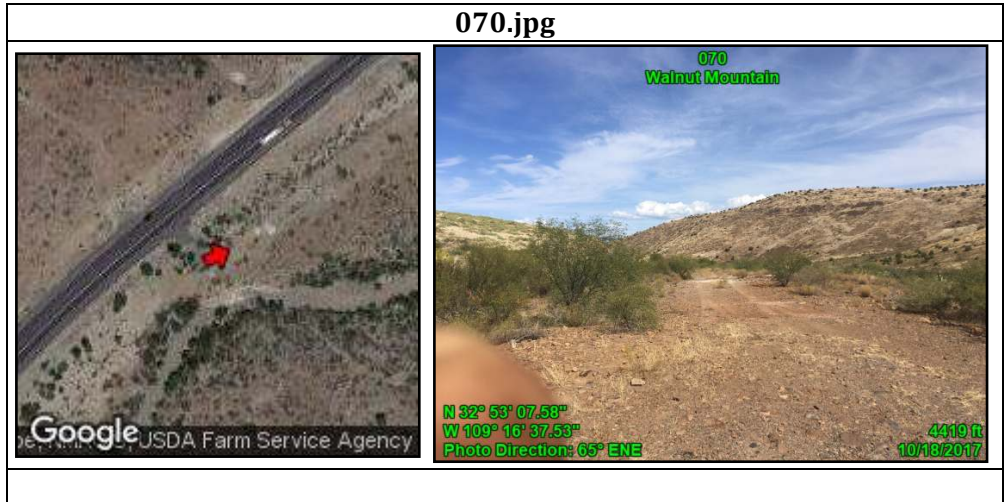 070.jpg
070
Walnut Mountain
N 32° 53' 07.58"
W 109° 16' 37.53"
Photo Direction: 65° ENE
4419 ft
10/18/2017
Google
USDA Farm Service Agency